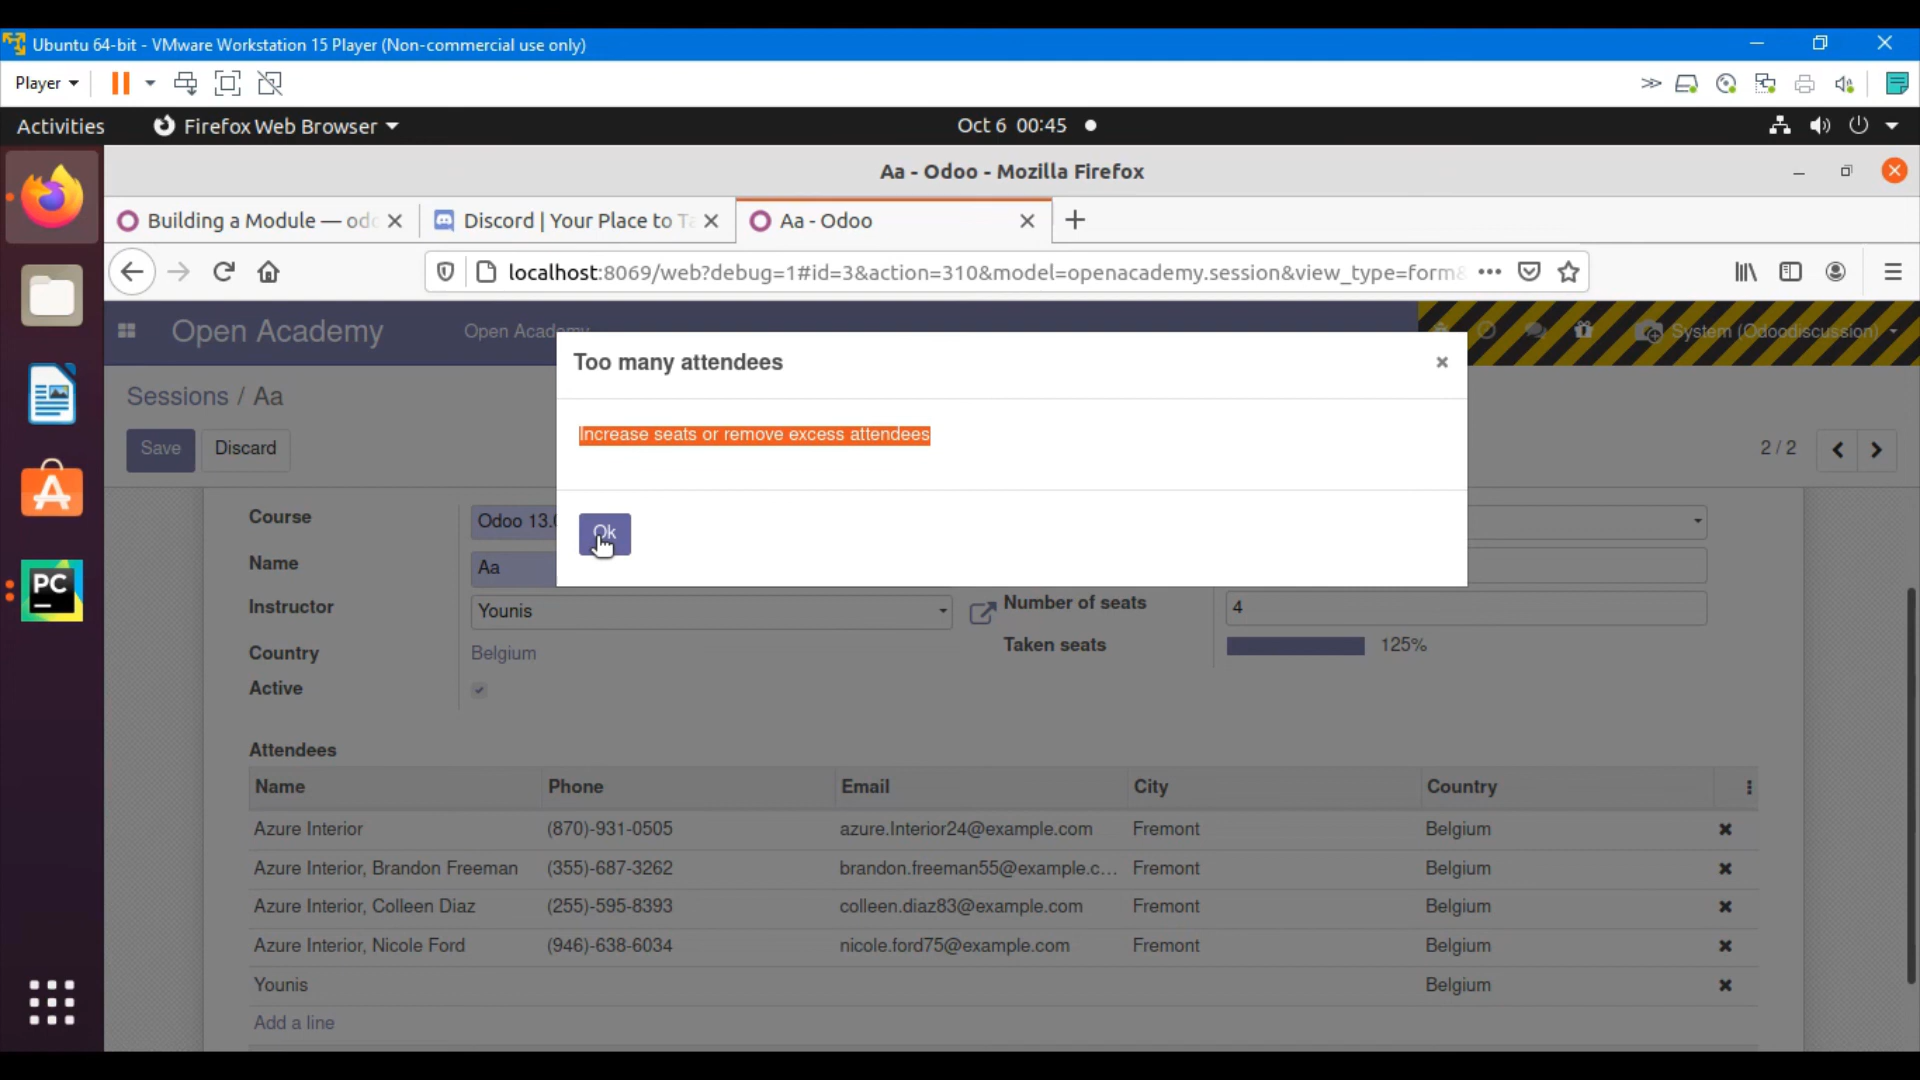 Ubuntu 64-bit - VMware Workstation 15 Player (Non-commercial use only)
Player
Activities
Firefox Web Browser
Oct 6 00:45
Aa - Odoo - Mozilla Firefox
Building a Module — odo
Discord | Your Place to Ta
Aa - Odoo
localhost:8069/web?debug=1#id=3&action=310&model=openacademy.session&view_type=form&
Open Academy
Open Academy
System (Odoodiscussion)
Too many attendees
Sessions / Aa
Increase seats or remove excess attendees
Save
Discard
2 / 2
Ok
Course
Odoo 13.
Name
Aa
Instructor
Younis
Number of seats
4
Country
Belgium
Taken seats
125%
Active
Attendees
Name Phone Email City Country
Azure Interior (870)-931-0505 azure.Interior24@example.com Fremont Belgium
Azure Interior, Brandon Freeman (355)-687-3262 brandon.freeman55@example.c... Fremont Belgium
Azure Interior, Colleen Diaz (255)-595-8393 colleen.diaz83@example.com Fremont Belgium
Azure Interior, Nicole Ford (946)-638-6034 nicole.ford75@example.com Fremont Belgium
Younis Belgium
Add a line
PC